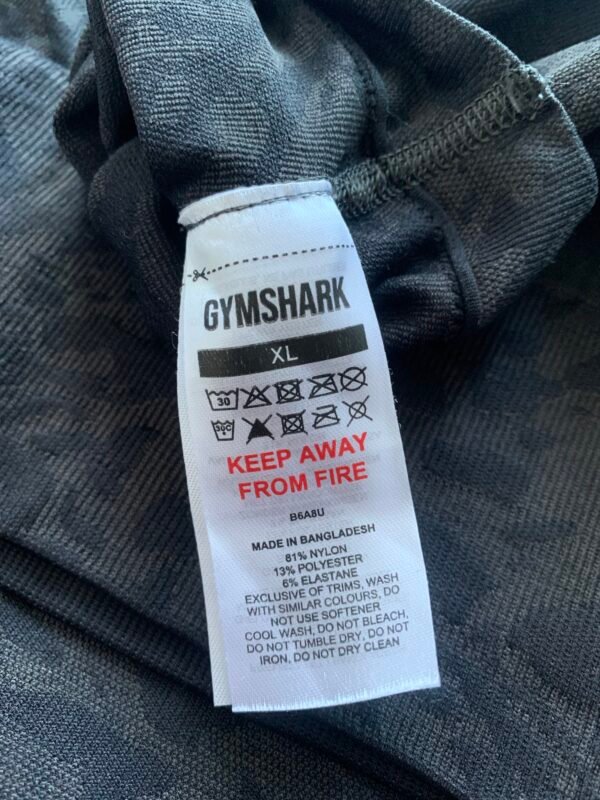 GYMSHARK
XL
30
30°C
KEEP AWAY
FROM FIRE
B6A8U
MADE IN BANGLADESH
81% NYLON
13% POLYESTER
6% ELASTANE
EXCLUSIVE OF TRIMS, WASH
WITH SIMILAR COLOURS, DO
NOT USE SOFTENER
COOL WASH, DO NOT BLEACH,
DO NOT TUMBLE DRY, DO NOT
IRON, DO NOT DRY CLEAN